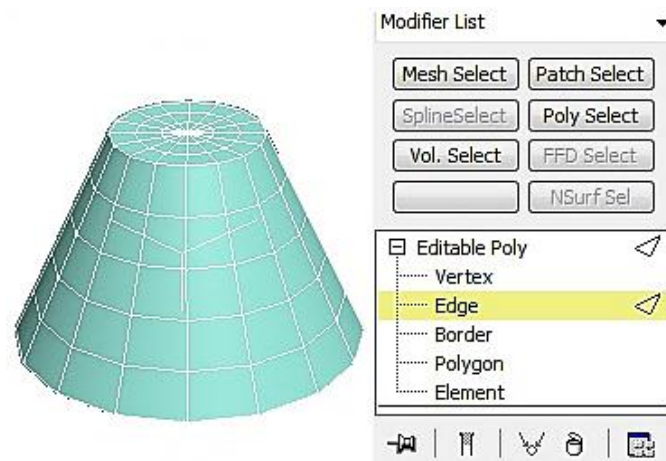 Modifier List
Mesh Select Patch Select
SplineSelect Poly Select
Vol. Select FFD Select
NSurf Sel
Editable Poly
Vertex
Edge
Border
Polygon
Element